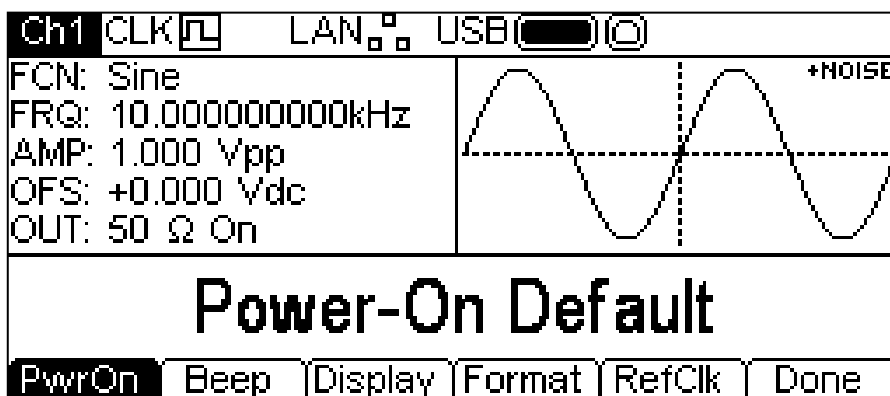 Ch1 CLK LAN USB
FCN: Sine
FRQ: 10.000000000kHz
AMP: 1.000 Vpp
OFS: +0.000 Vdc
OUT: 50 Ω On
+NOISE
Power-On Default
PwrOn Beep Display Format RefClk Done